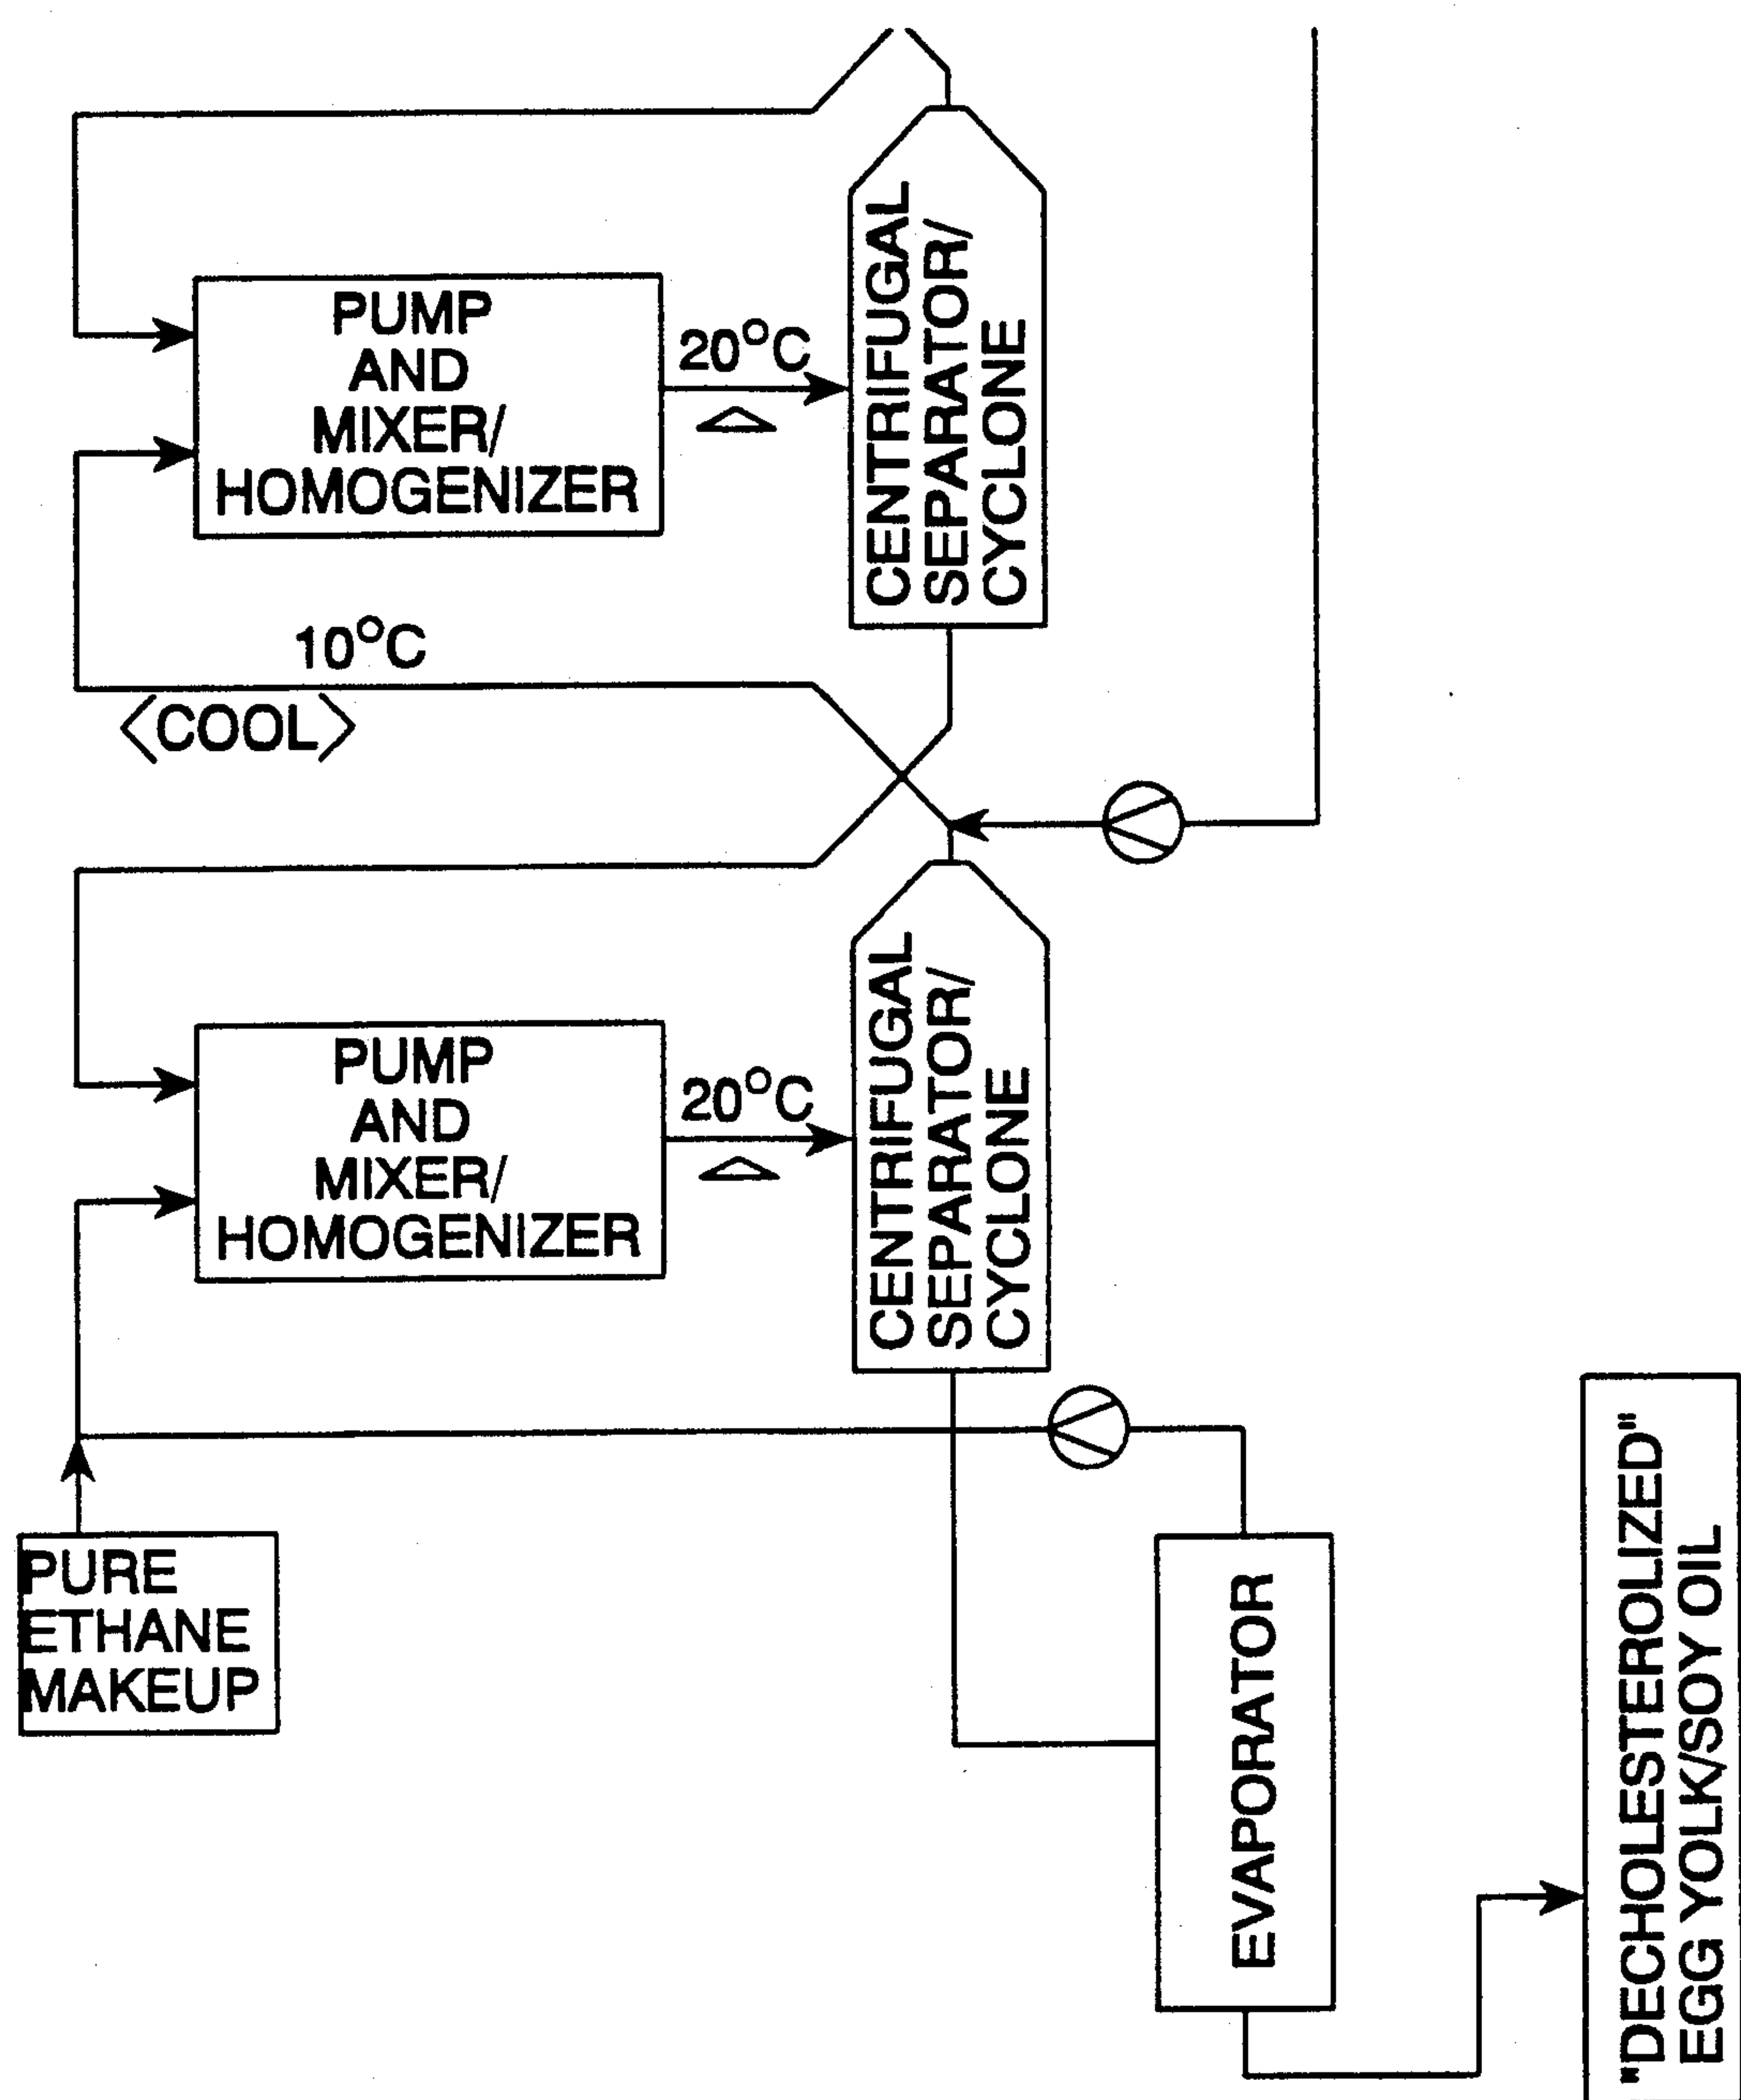 PUMP
AND
MIXER/
HOMOGENIZER
20°C
CENTRIFUGAL
SEPARATOR/
CYCLONE
10°C
<COOL>
PUMP
AND
MIXER/
HOMOGENIZER
20°C
CENTRIFUGAL
SEPARATOR/
CYCLONE
PURE
ETHANE
MAKEUP
EVAPORATOR
"DECHOLESTEROLIZED"
EGG YOLK/SOY OIL